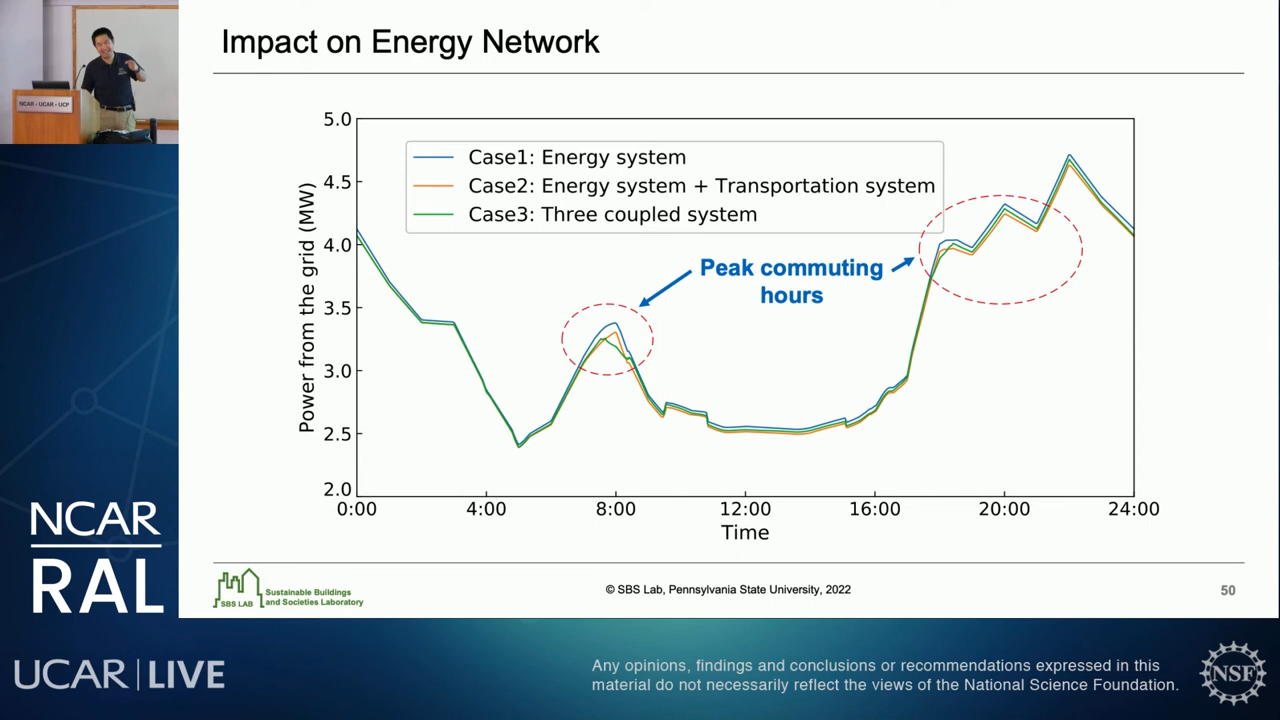 Impact on Energy Network
NCAR • UCAR • UCP
5.0
4.5
4.0
3.5
3.0
2.5
2.0
Power from the grid (MW)
Case1: Energy system
Case2: Energy system + Transportation system
Case3: Three coupled system
Peak commuting
hours
0:00 4:00 8:00 12:00 16:00 20:00 24:00
Time
NCAR
RAL
SBS LAB
Sustainable Buildings
and Societies Laboratory
© SBS Lab, Pennsylvania State University, 2022
50
UCAR | LIVE
Any opinions, findings and conclusions or recommendations expressed in this
material do not necessarily reflect the views of the National Science Foundation.
NSF